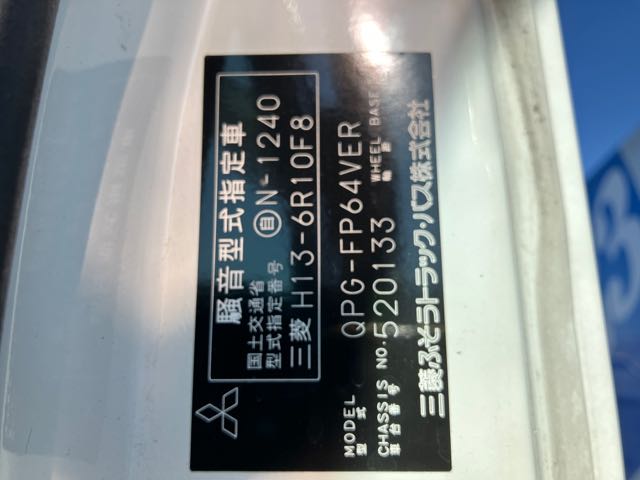 騒音型式指定車
国土交通省
型式指定番号 自N-1240
三菱 H13-6R10F8
MODEL
型式 QPG-FP64VER
CHASSIS NO.
車台番号 520133
WHEEL BASE
軸距
三菱ふそうトラック・バス株式会社
3